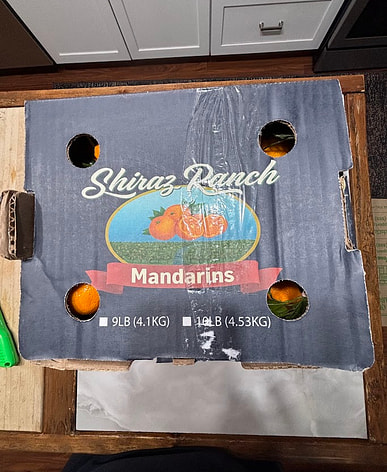 Shiraz Ranch
Mandarins
9LB (4.1KG) 10LB (4.53KG)